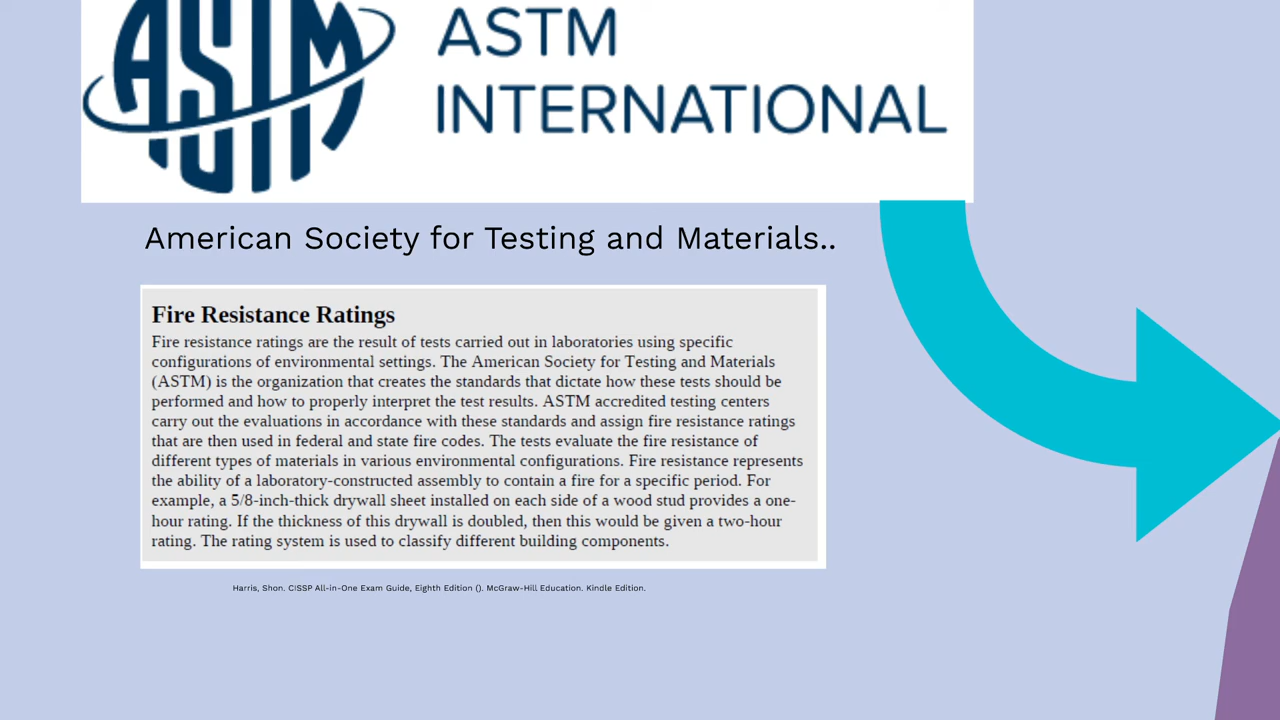 ASTM
ASTM
INTERNATIONAL
American Society for Testing and Materials..
Fire Resistance Ratings
Fire resistance ratings are the result of tests carried out in laboratories using specific
configurations of environmental settings. The American Society for Testing and Materials
(ASTM) is the organization that creates the standards that dictate how these tests should be
performed and how to properly interpret the test results. ASTM accredited testing centers
carry out the evaluations in accordance with these standards and assign fire resistance ratings
that are then used in federal and state fire codes. The tests evaluate the fire resistance of
different types of materials in various environmental configurations. Fire resistance represents
the ability of a laboratory-constructed assembly to contain a fire for a specific period. For
example, a 5/8-inch-thick drywall sheet installed on each side of a wood stud provides a one-
hour rating. If the thickness of this drywall is doubled, then this would be given a two-hour
rating. The rating system is used to classify different building components.
Harris, Shon. CISSP All-in-One Exam Guide, Eighth Edition (). McGraw-Hill Education. Kindle Edition.